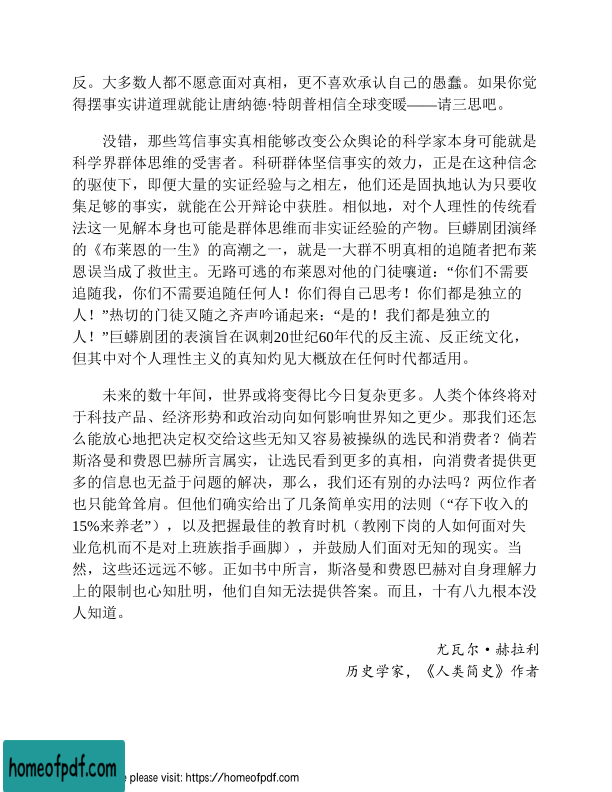 反。大多数人都不愿意面对真相，更不喜欢承认自己的愚蠢。如果你觉
得摆事实讲道理就能让唐纳德·特朗普相信全球变暖——请三思吧。
没错，那些笃信事实真相能够改变公众舆论的科学家本身可能就是
科学界群体思维的受害者。科研群体坚信事实的效力，正是在这种信念
的驱使下，即便大量的实证经验与之相左，他们还是固执地认为只要收
集足够的事实，就能在公开辩论中获胜。相似地，对个人理性的传统看
法这一见解本身也可能是群体思维而非实证经验的产物。巨蟒剧团演绎
的《布莱恩的一生》的高潮之一，就是一大群不明真相的追随者把布莱
恩误当成了救世主。无路可逃的布莱恩对他的门徒嚷道：“你们不需要
追随我，你们不需要追随任何人！你们得自己思考！你们都是独立的
人！”热切的门徒又随之齐声吟诵起来：“是的！我们都是独立的
人！”巨蟒剧团的表演旨在讽刺20世纪60年代的反主流、反正统文化，
但其中对个人理性主义的真知灼见大概放在任何时代都适用。
未来的数十年间，世界或将变得比今日复杂更多。人类个体终将对
于科技产品、经济形势和政治动向如何影响世界知之更少。那我们还怎
么能放心地把决定权交给这些无知又容易被操纵的选民和消费者？倘若
斯洛曼和费恩巴赫所言属实，让选民看到更多的真相，向消费者提供更
多的信息也无益于问题的解决，那么，我们还有别的办法吗？两位作者
也只能耸耸肩。但他们确实给出了几条简单实用的法则（“存下收入的
15%来养老”），以及把握最佳的教育时机（教刚下岗的人如何面对失
业危机而不是对上班族指手画脚），并鼓励人们面对无知的现实。当
然，这些还远远不够。正如书中所言，斯洛曼和费恩巴赫对自身理解力
上的限制也心知肚明，他们自知无法提供答案。而且，十有八九根本没
人知道。
尤瓦尔·赫拉利
历史学家，《人类简史》作者
homeofpdf.com
e please visit: https://homeofpdf.com